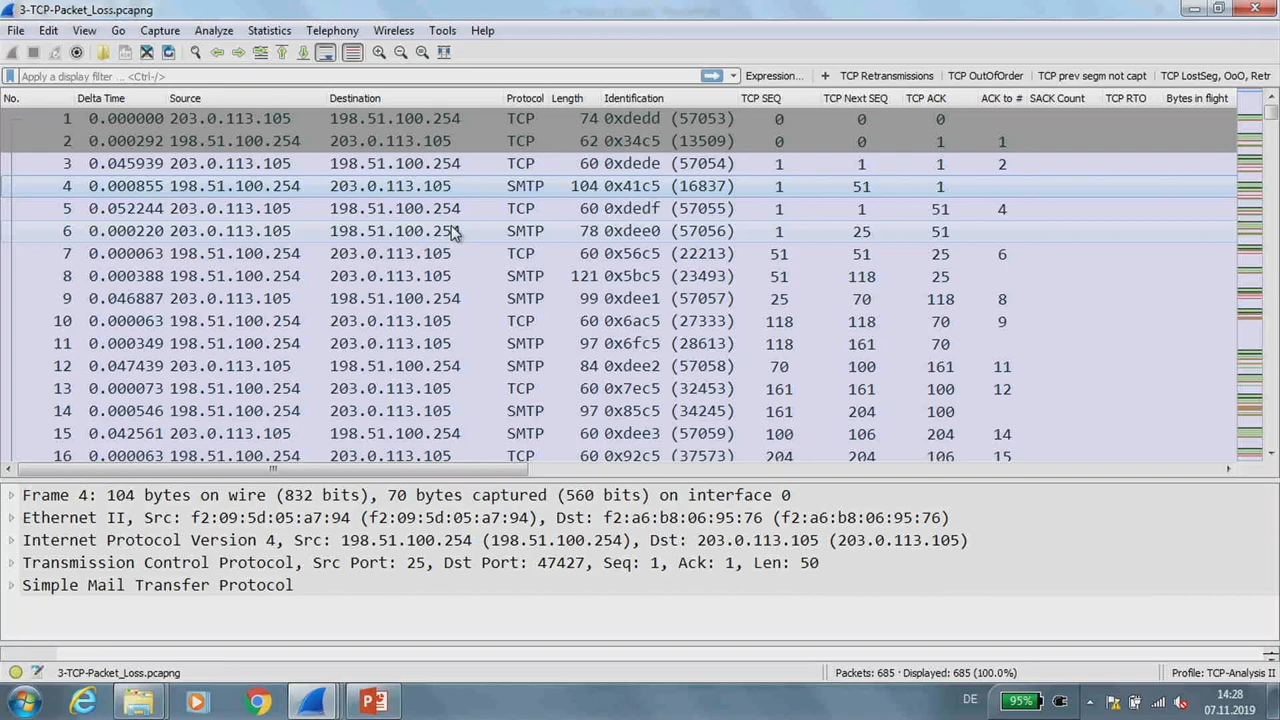 3-TCP-Packet_Loss.pcapng
File Edit View Go Capture Analyze Statistics Telephony Wireless Tools Help
Apply a display filter ... <Ctrl-/> Expression... + TCP Retransmissions TCP OutOfOrder TCP prev segm not capt TCP LostSeg, OoO, Retr
No. Delta Time Source Destination Protocol Length Identification TCP SEQ TCP Next SEQ TCP ACK ACK to # SACK Count TCP RTO Bytes in flight
1 0.000000 203.0.113.105 198.51.100.254 TCP 74 0xdedd (57053) 0 0 0
2 0.000292 198.51.100.254 203.0.113.105 TCP 62 0x34c5 (13509) 0 0 1 1
3 0.045939 203.0.113.105 198.51.100.254 TCP 60 0xdede (57054) 1 1 1 2
4 0.000855 198.51.100.254 203.0.113.105 SMTP 104 0x41c5 (16837) 1 51 1
5 0.052244 203.0.113.105 198.51.100.254 TCP 60 0xdedf (57055) 1 1 51 4
6 0.000220 203.0.113.105 198.51.100.254 SMTP 78 0xdee0 (57056) 1 25 51
7 0.000063 198.51.100.254 203.0.113.105 TCP 60 0x56c5 (22213) 51 51 25 6
8 0.000388 198.51.100.254 203.0.113.105 SMTP 121 0x5bc5 (23493) 51 118 25
9 0.046887 203.0.113.105 198.51.100.254 SMTP 99 0xdee1 (57057) 25 70 118 8
10 0.000063 198.51.100.254 203.0.113.105 TCP 60 0x6ac5 (27333) 118 118 70 9
11 0.000349 198.51.100.254 203.0.113.105 SMTP 97 0x6fc5 (28613) 118 161 70
12 0.047439 203.0.113.105 198.51.100.254 SMTP 84 0xdee2 (57058) 70 100 161 11
13 0.000073 198.51.100.254 203.0.113.105 TCP 60 0x7ec5 (32453) 161 161 100 12
14 0.000546 198.51.100.254 203.0.113.105 SMTP 97 0x85c5 (34245) 161 204 100
15 0.042561 203.0.113.105 198.51.100.254 SMTP 60 0xdee3 (57059) 100 106 204 14
16 0.000063 198.51.100.254 203.0.113.105 TCP 60 0x92c5 (37573) 204 204 106 15
Frame 4: 104 bytes on wire (832 bits), 70 bytes captured (560 bits) on interface 0
Ethernet II, Src: f2:09:5d:05:a7:94 (f2:09:5d:05:a7:94), Dst: f2:a6:b8:06:95:76 (f2:a6:b8:06:95:76)
Internet Protocol Version 4, Src: 198.51.100.254 (198.51.100.254), Dst: 203.0.113.105 (203.0.113.105)
Transmission Control Protocol, Src Port: 25, Dst Port: 47427, Seq: 1, Ack: 1, Len: 50
Simple Mail Transfer Protocol
3-TCP-Packet_Loss.pcapng Packets: 685 · Displayed: 685 (100.0%) Profile: TCP-Analysis II
DE 95% 14:28
07.11.2019